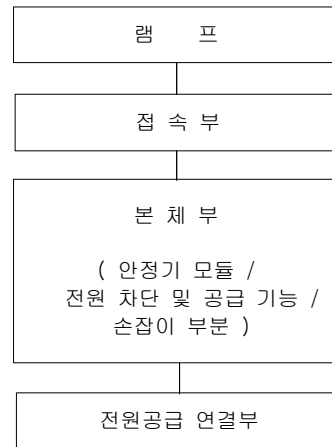 램 프
접 속 부
본 체 부
( 안정기 모듈 /
전원 차단 및 공급 기능 /
손잡이 부분 )
전원공급 연결부